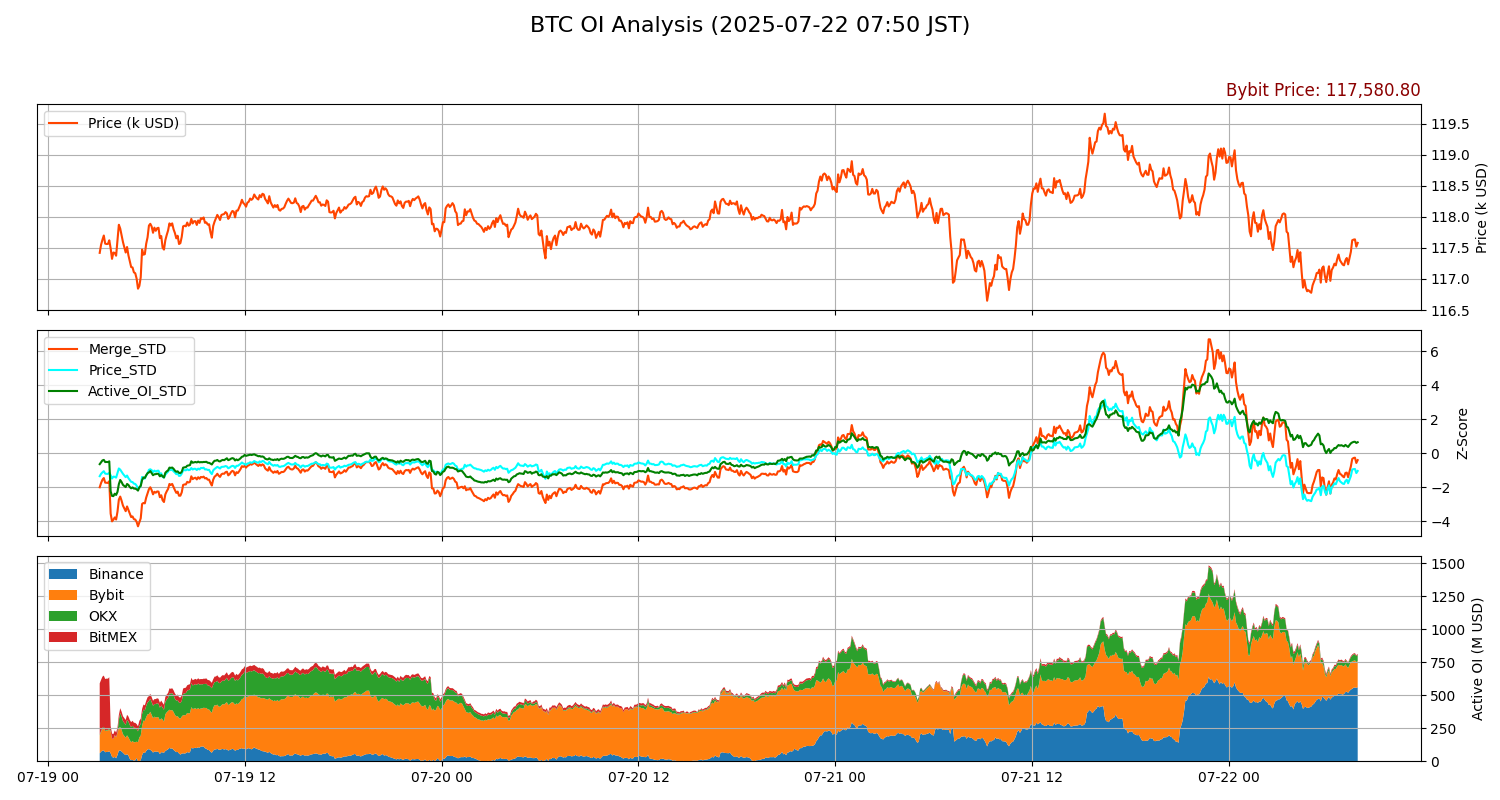 BTC OI Analysis (2025-07-22 07:50 JST)
Bybit Price: 117,580.80
Price (k USD)
119.5
119.0
118.5
118.0
117.5
117.0
116.5
Price (k USD)
Merge_STD
Price_STD
Active_OI_STD
6
4
2
0
−2
−4
Z-Score
Binance
Bybit
OKX
BitMEX
1500
1250
1000
750
500
250
0
Active OI (M USD)
07-19 00
07-19 12
07-20 00
07-20 12
07-21 00
07-21 12
07-22 00